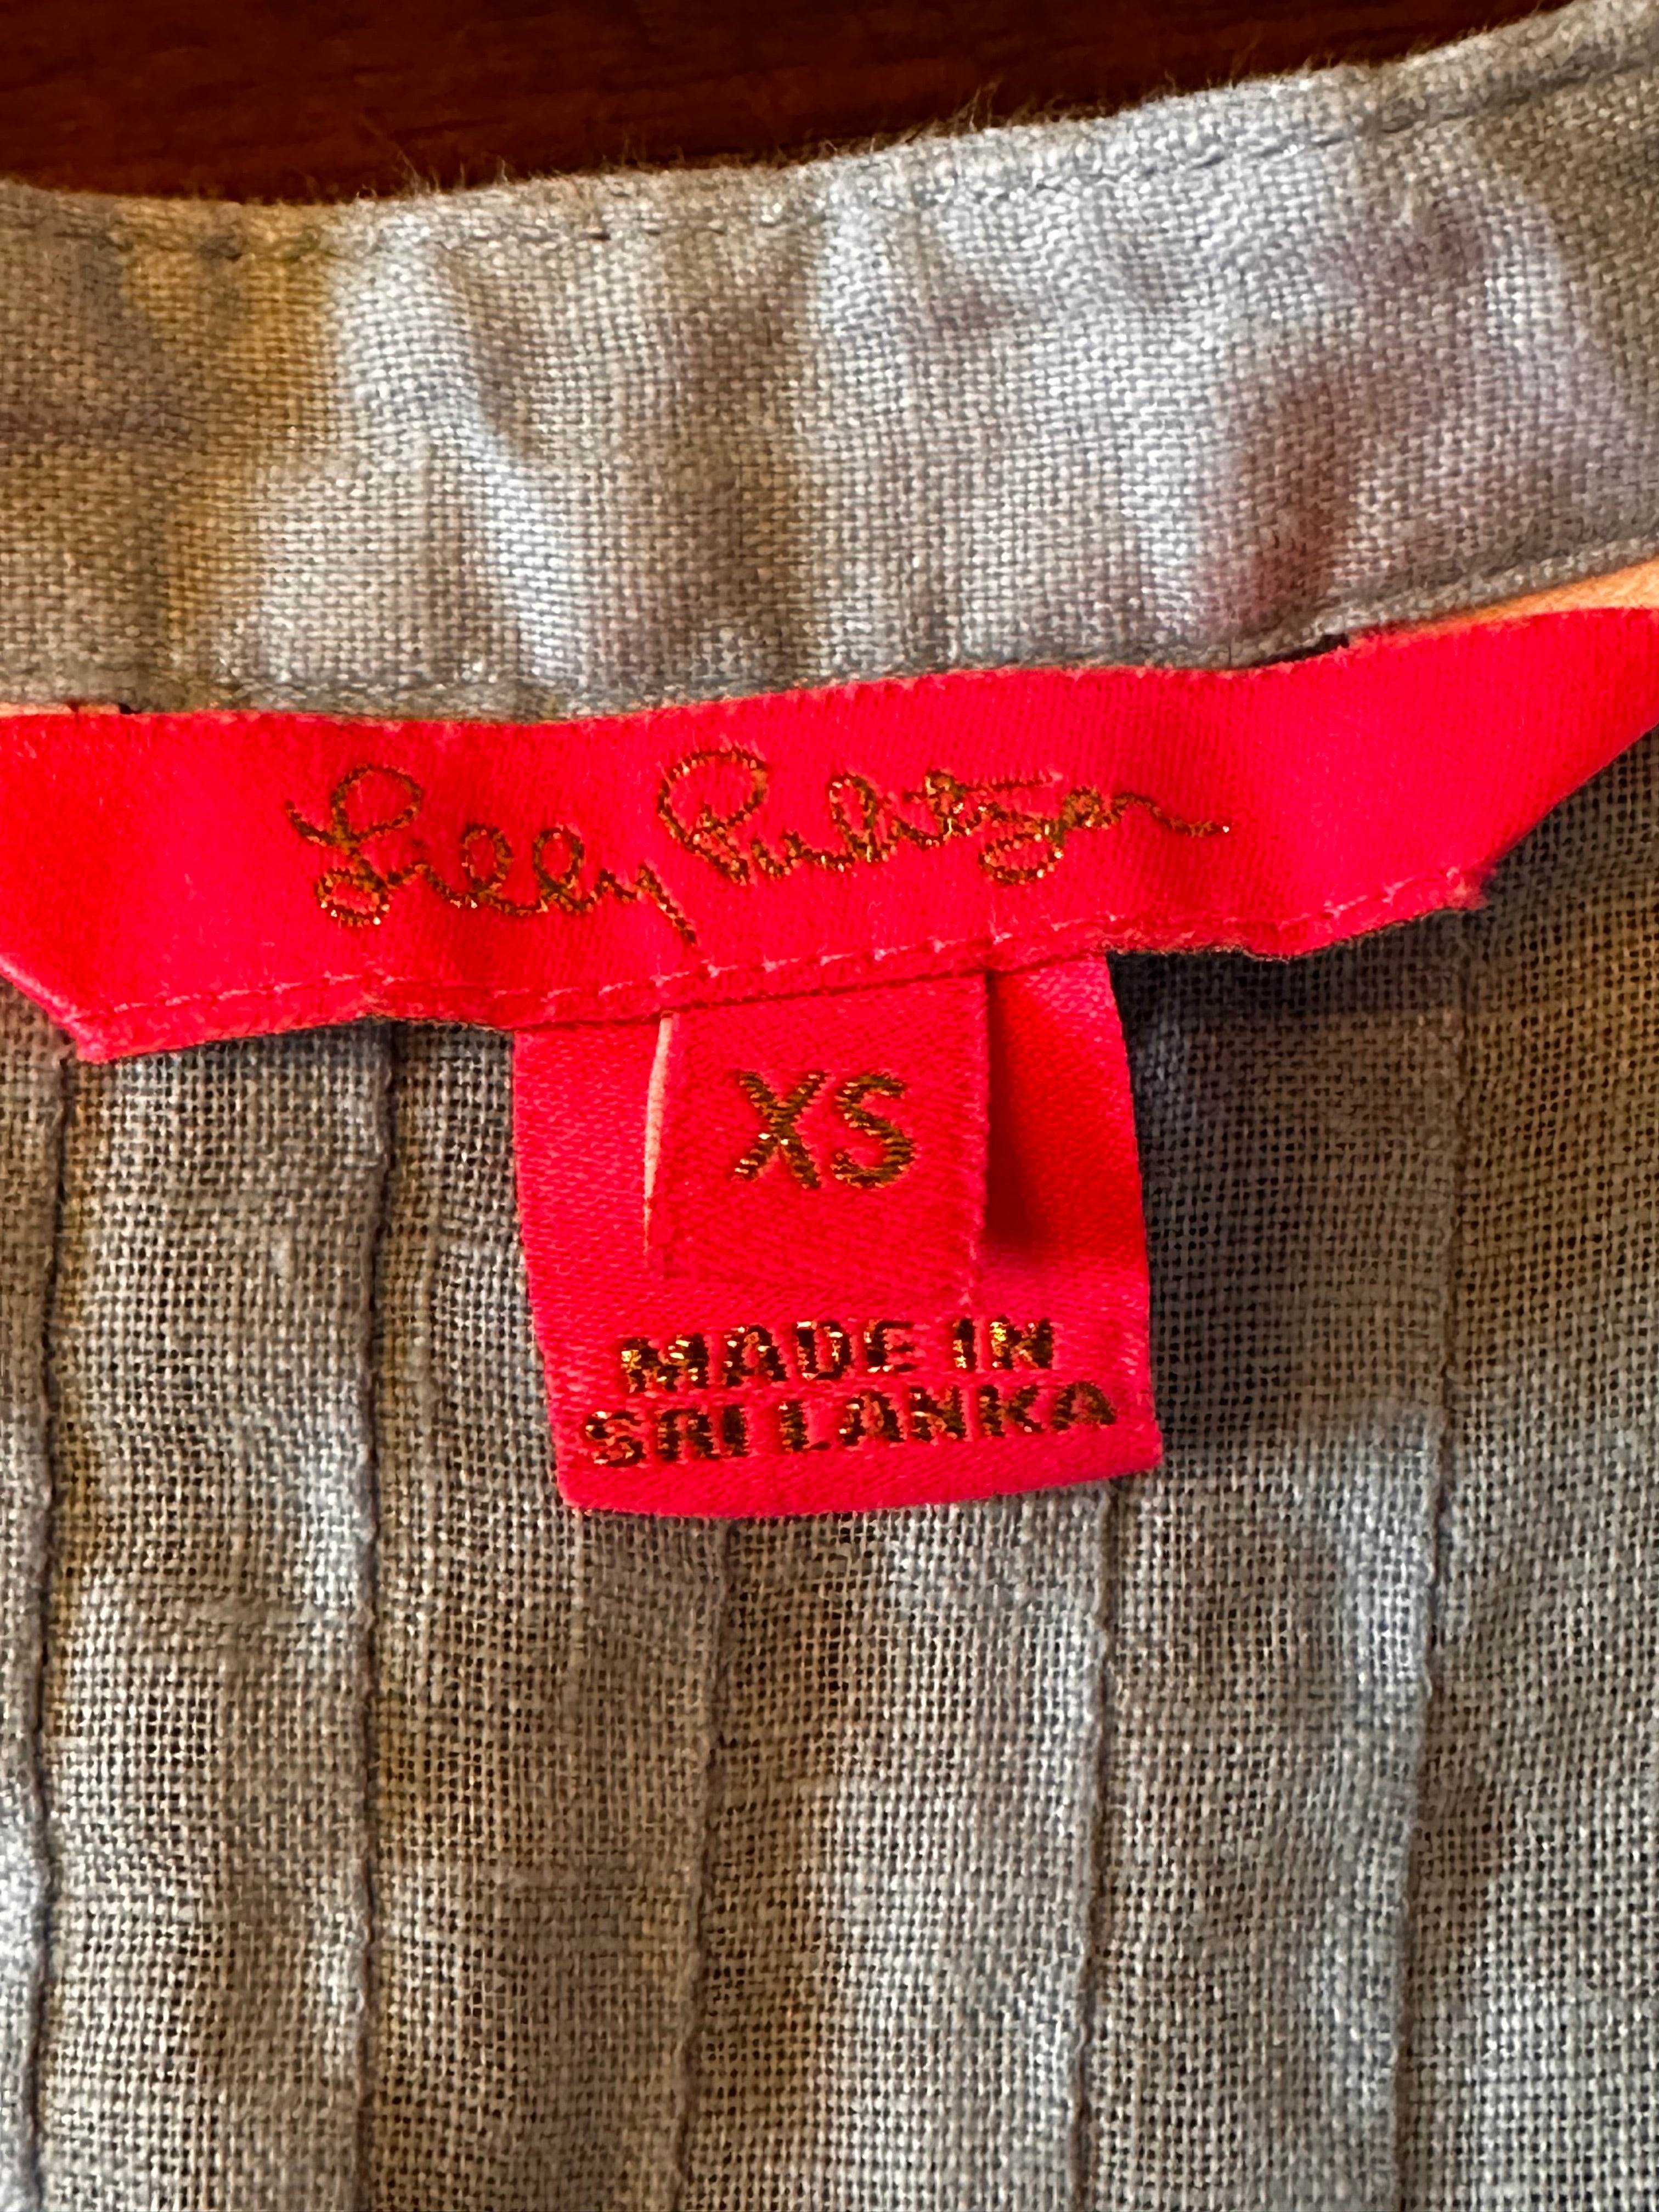 Lilly Pulitzer
XS
MADE IN
SRI LANKA